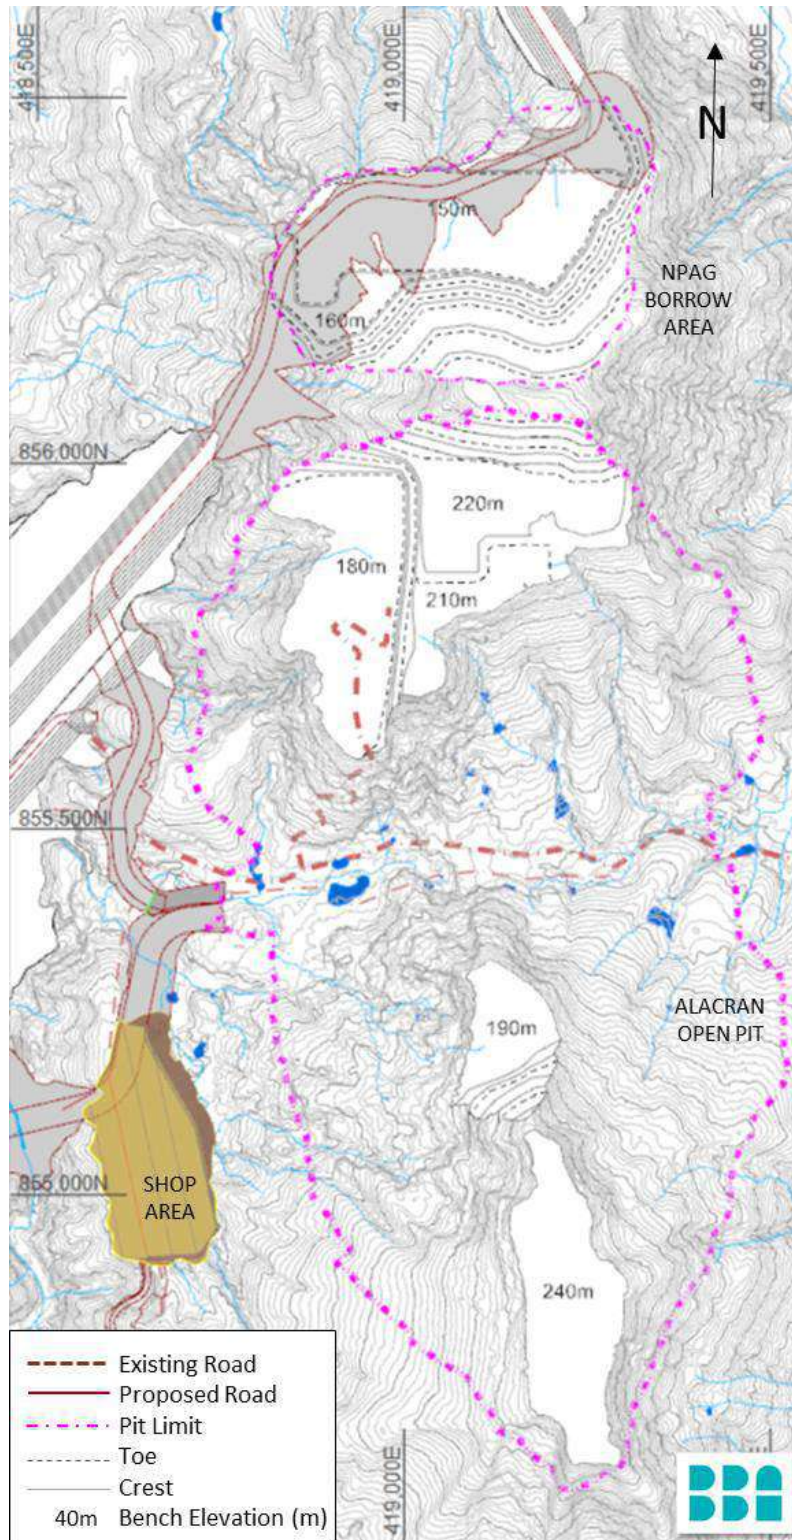 418,500E
419,000E
419,500E
N
150m
NPAG
BORROW
AREA
160m
856,000N
220m
180m
210m
855,500N
190m
ALACRAN
OPEN PIT
855,000N
SHOP
AREA
240m
Existing Road
Proposed Road
Pit Limit
Toe
Crest
40m Bench Elevation (m)
419,000E
BBA